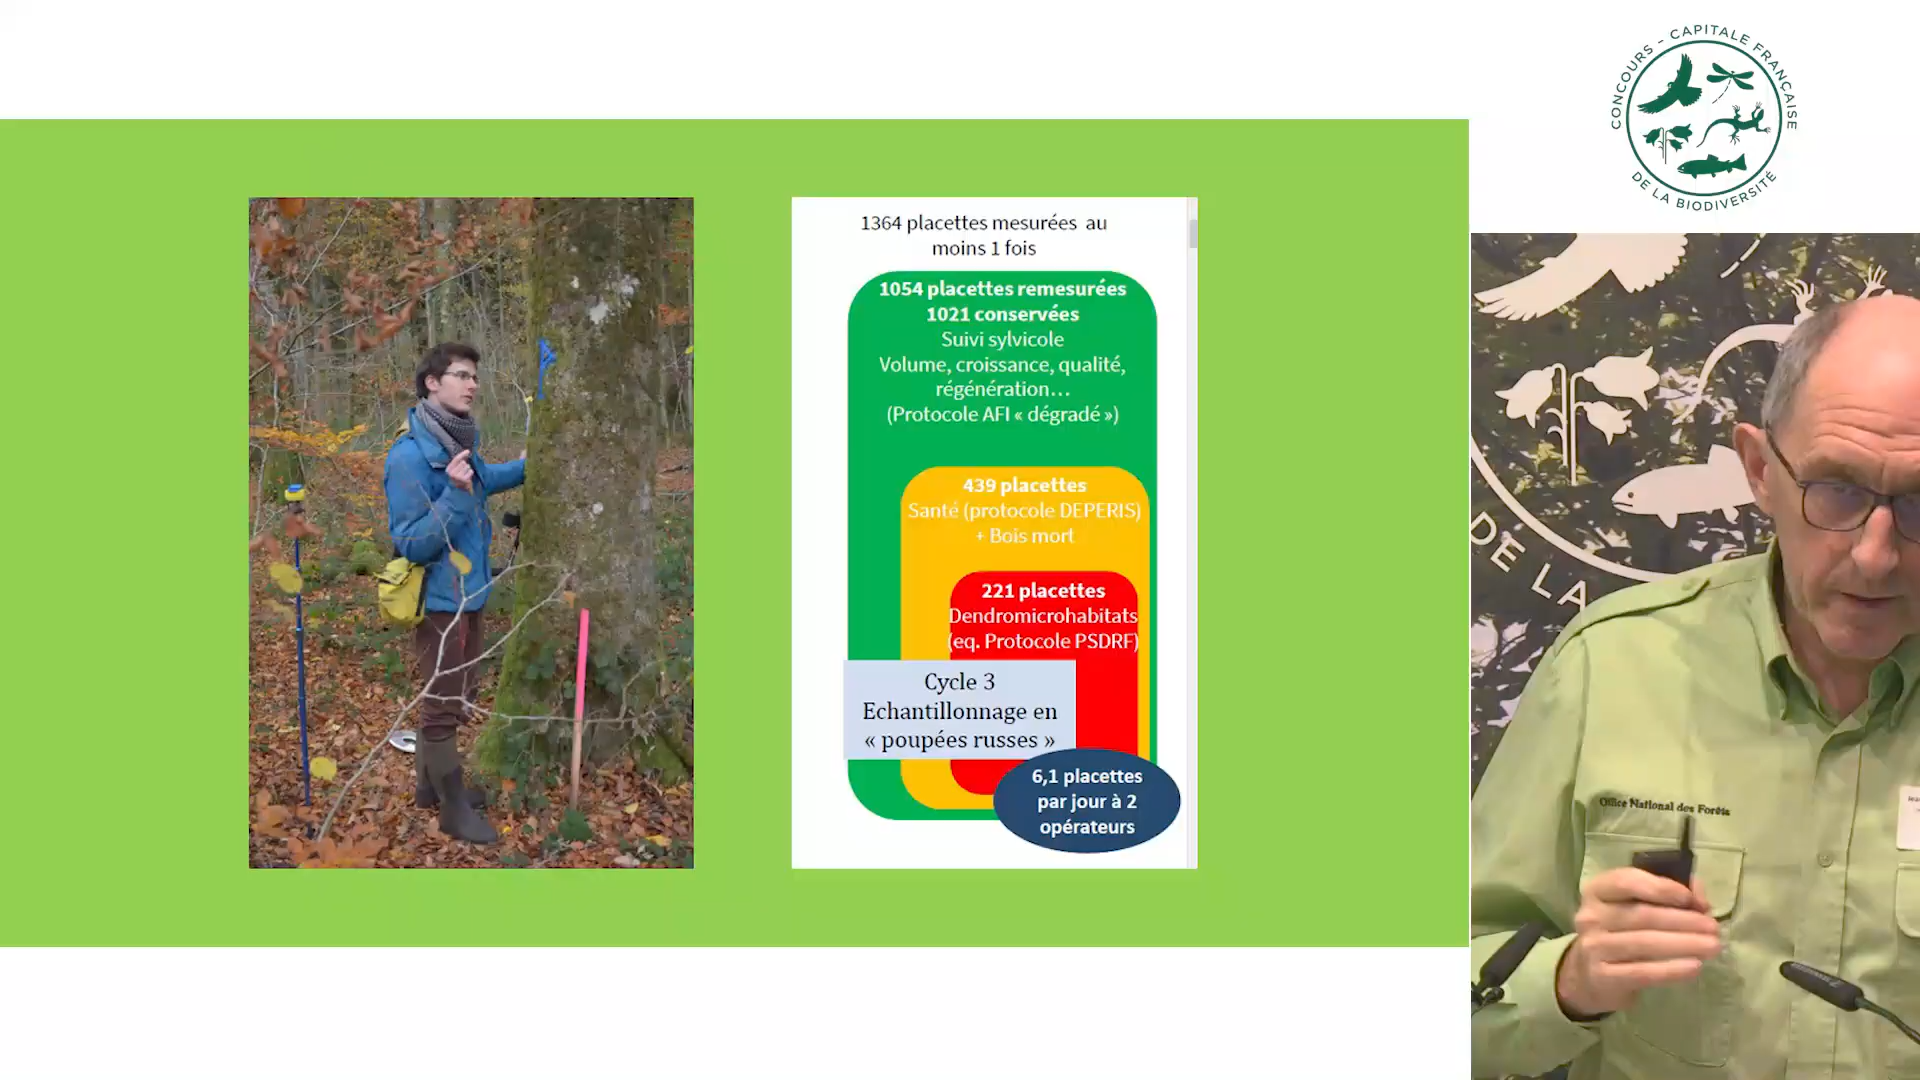 CONCOURS - CAPITALE FRANÇAISE
DE LA BIODIVERSITÉ
1364 placettes mesurées au
moins 1 fois
1054 placettes remesurées
1021 conservées
Suivi sylvicole
Volume, croissance, qualité,
régénération...
(Protocole AFI « dégradé »)
439 placettes
Santé (protocole DEPERIS)
+ Bois mort
221 placettes
Dendromicrohabitats
(eq. Protocole PSDRF)
Cycle 3
Echantillonnage en
« poupées russes »
6,1 placettes
par jour à 2
opérateurs
DE LA
Office National des Forêts